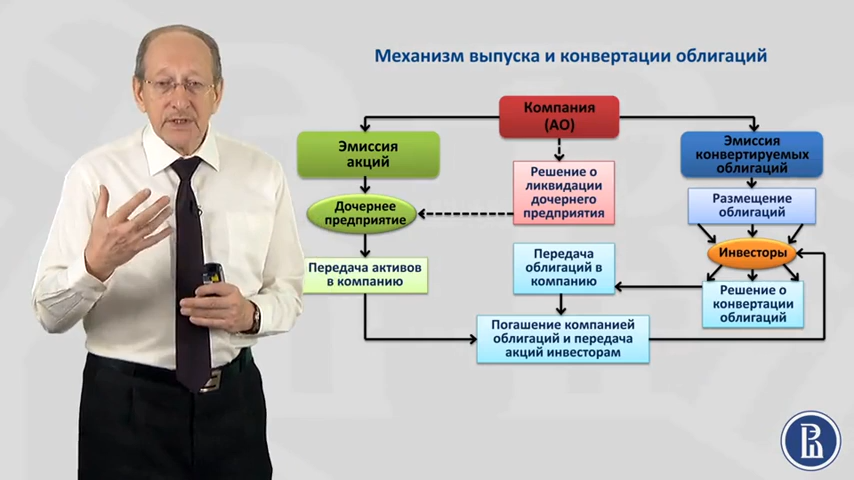 Механизм выпуска и конвертации облигаций
Компания
(АО)
Эмиссия
акций
Эмиссия
конвертируемых
облигаций
Решение о
ликвидации
дочернего
предприятия
Дочернее
предприятие
Размещение
облигаций
Инвесторы
Передача активов
в компанию
Передача
облигаций в
компанию
Решение о
конвертации
облигаций
Погашение компанией
облигаций и передача
акций инвесторам